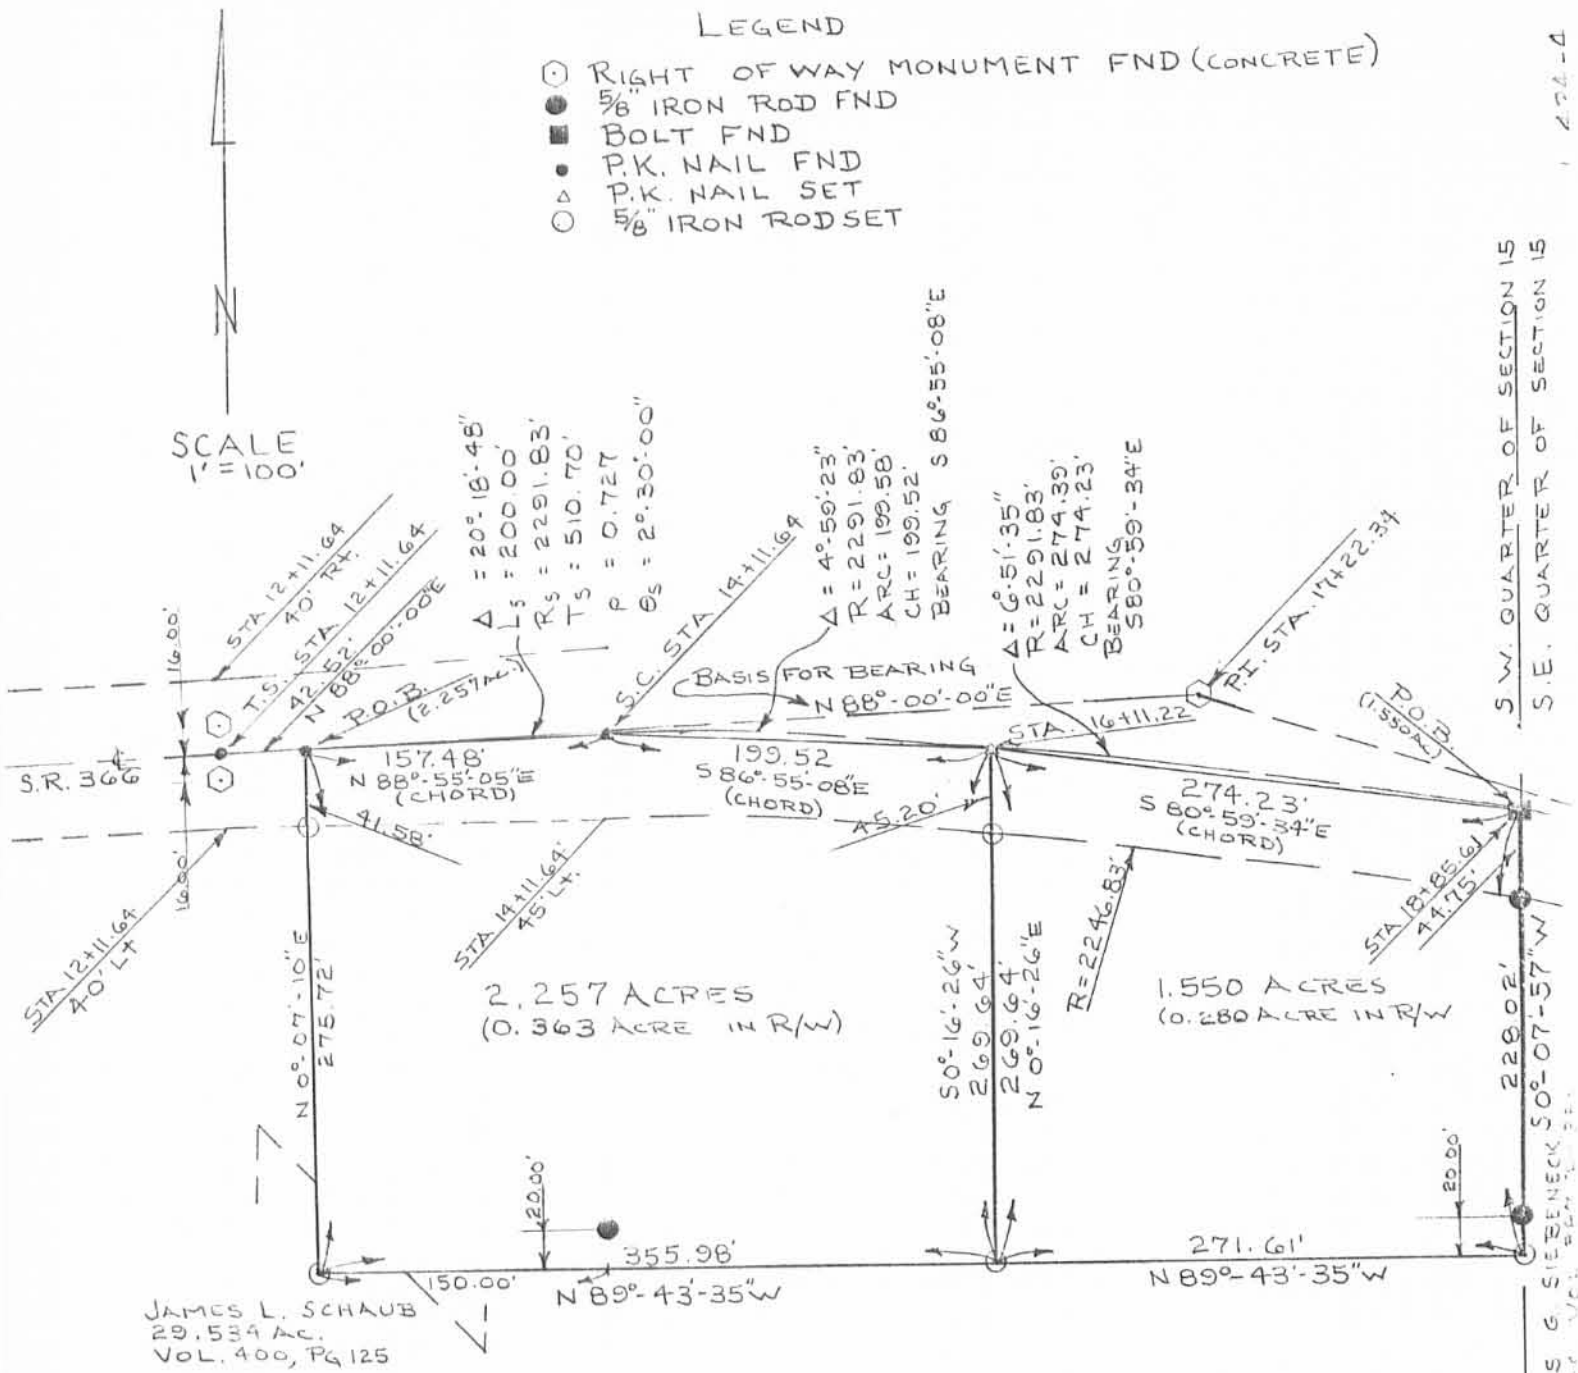 LEGEND
RIGHT OF WAY MONUMENT FND (CONCRETE)
5/8" IRON ROD FND
BOLT FND
P.K. NAIL FND
P.K. NAIL SET
5/8" IRON ROD SET
N
SCALE
1"=100'
S.W. QUARTER OF SECTION 15
S.E. QUARTER OF SECTION 15
STA 12+11.64
40' Rt.
T.S. STA 12+11.64
42.52'
N 88°-00'-00"E
P.O.B.
(2.257 AC.)
Δ = 20°-18'-48"
Ls = 200.00'
Rs = 2291.83'
Ts = 510.70'
P = 0.727
θs = 2°-30'-00"
S.C. STA 14+11.64
Δ = 4°-59'-23"
R = 2291.83'
ARC = 199.58'
CH = 199.52'
BEARING S 86°-55'-08"E
Δ = 6°-51'-35"
R = 2291.83'
ARC = 274.39'
CH = 274.23'
BEARING
S80°-59'-34"E
P.I. STA. 17+22.34
P.O.B.
(1.550 AC)
BASIS FOR BEARING
N 88°-00'-00"E
STA. 16+11.22
16.00'
S.R. 366
16.00'
157.48'
N 88°-55'-05"E
(CHORD)
199.52
S 86°-55'-08"E
(CHORD)
274.23'
S 80°-59'-34"E
(CHORD)
41.58'
45.20'
STA 18+85.61
44.75'
STA 12+11.64
40' Lt
STA 14+11.64
45' Lt.
R=2246.83'
N 0°-07'-10"E
275.72'
2.257 ACRES
(0.363 ACRE IN R/W)
S0°-16'-26"W
269.64'
269.64'
N 0°-16'-26"E
1.550 ACRES
(0.280 ACRE IN R/W
228.02'
S0°-07'-57"W
20.00'
20.00'
355.98'
150.00'
N 89°-43'-35"W
271.61'
N 89°-43'-35"W
JAMES L. SCHAUB
29.534 AC.
VOL. 400, PG 125
S G. SIEBENECK